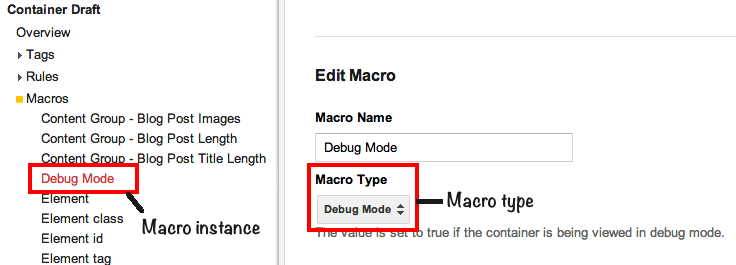 Container Draft
Overview
Tags
Rules
Macros
Content Group - Blog Post Images
Content Group - Blog Post Length
Content Group - Blog Post Title Length
Debug Mode
Element
Element class
Element id
Element tag
Macro instance
Edit Macro
Macro Name
Debug Mode
Macro Type
Debug Mode
Macro type
The value is set to true if the container is being viewed in debug mode.